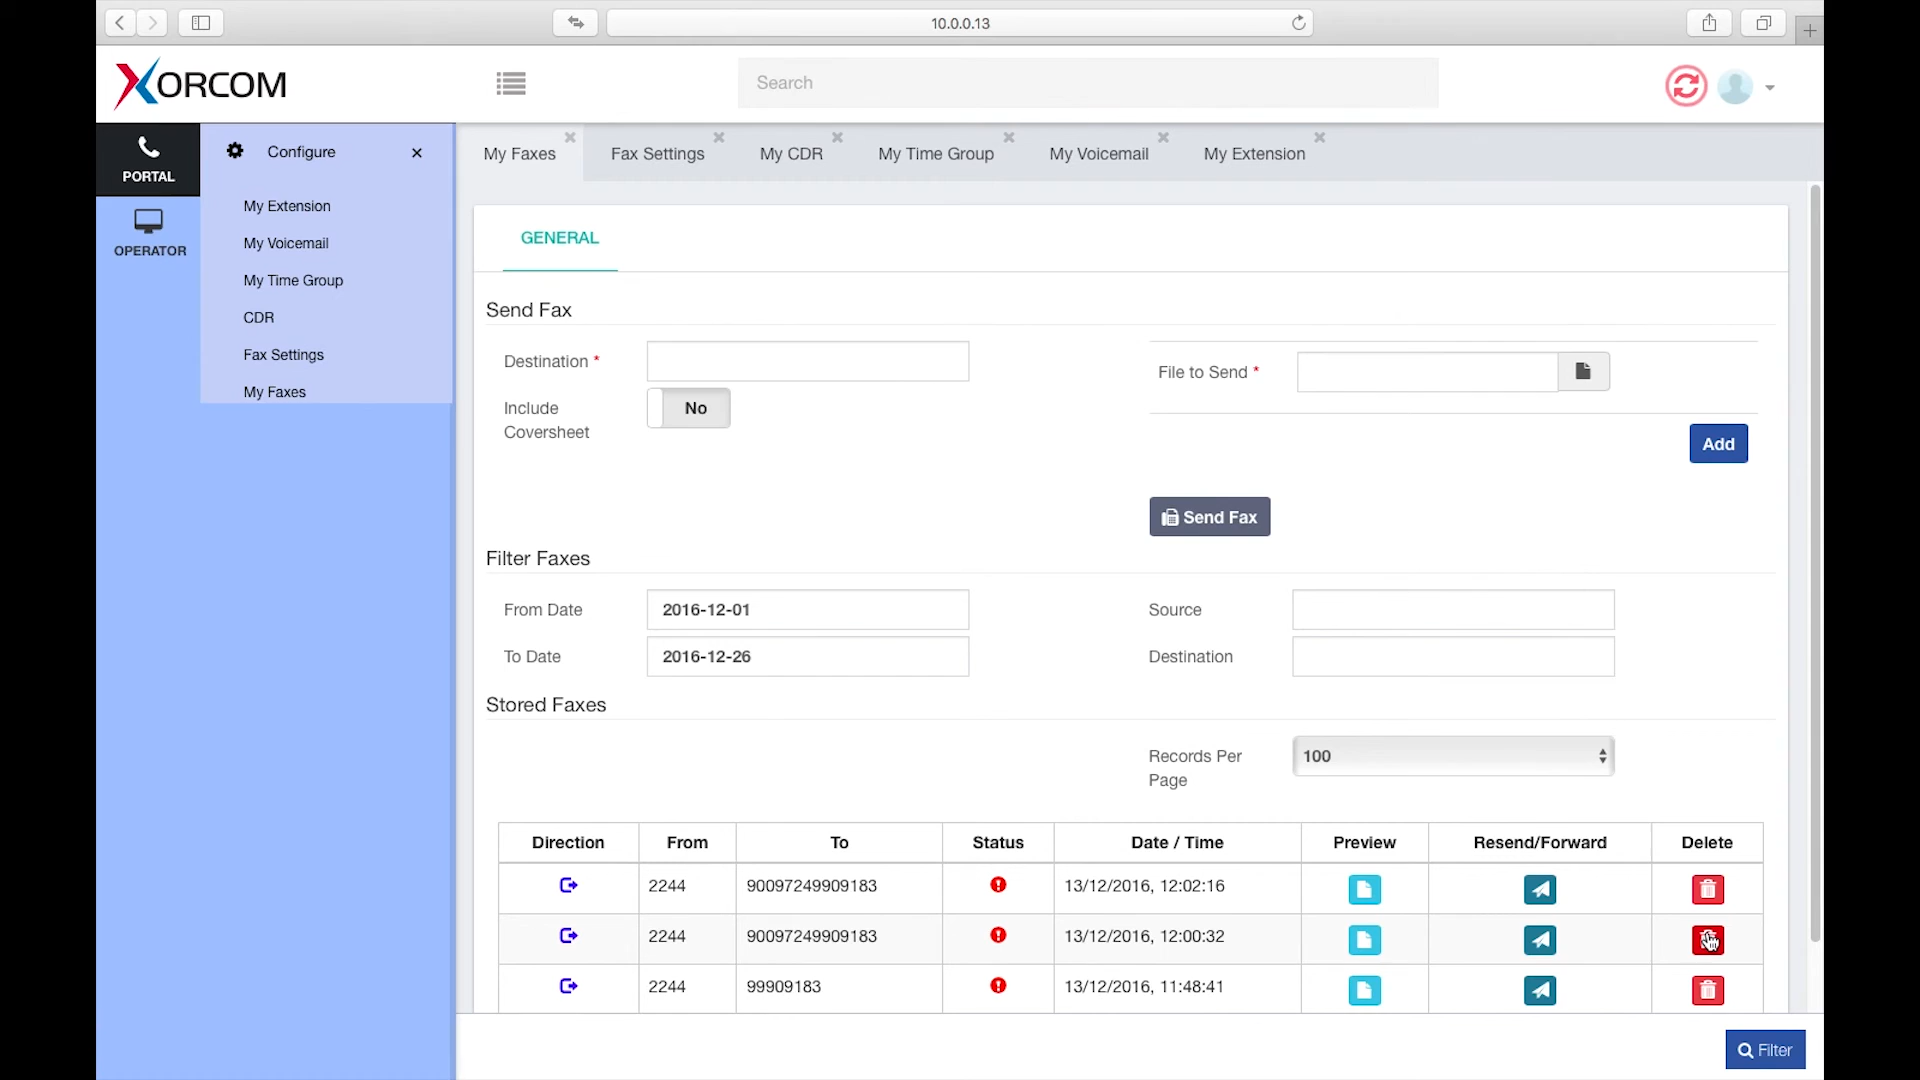 10.0.0.13
XORCOM
Search
PORTAL
OPERATOR
Configure
My Extension
My Voicemail
My Time Group
CDR
Fax Settings
My Faxes
My Faxes Fax Settings My CDR My Time Group My Voicemail My Extension
GENERAL
Send Fax
Destination *
File to Send *
Include
Coversheet
No
Add
Send Fax
Filter Faxes
From Date 2016-12-01 Source
To Date 2016-12-26 Destination
Stored Faxes
Records Per
Page
100
Direction From To Status Date / Time Preview Resend/Forward Delete
2244 90097249909183 13/12/2016, 12:02:16
2244 90097249909183 13/12/2016, 12:00:32
2244 99909183 13/12/2016, 11:48:41
Filter